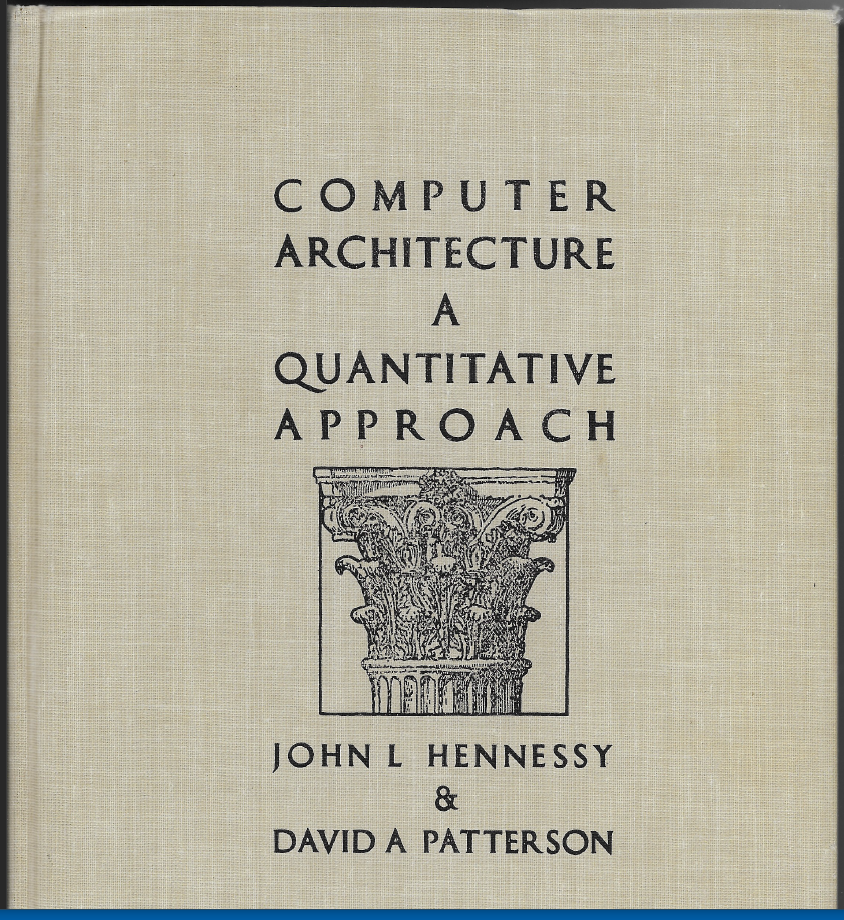 COMPUTER
ARCHITECTURE
A
QUANTITATIVE
APPROACH
JOHN L HENNESSY
&
DAVID A PATTERSON